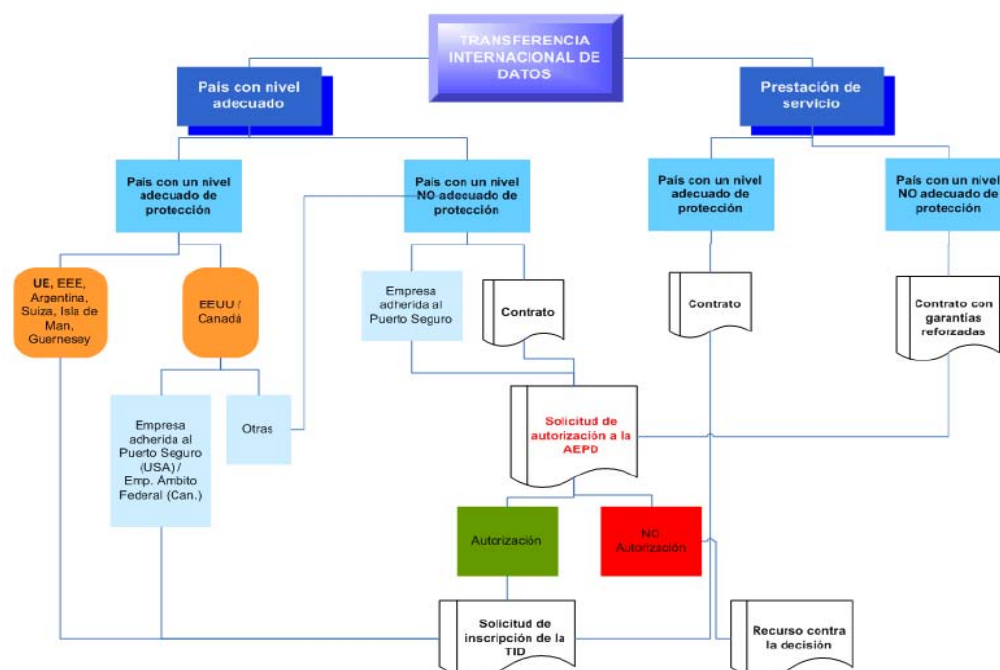 TRANSFERENCIA
INTERNACIONAL DE
DATOS
País con nivel
adecuado
Prestación de
servicio
País con un nivel
adecuado de
protección
País con un nivel
NO adecuado de
protección
País con un nivel
adecuado de
protección
País con un nivel
NO adecuado de
protección
UE, EEE,
Argentina,
Suiza, Isla de
Man,
Guernesey
EEUU /
Canadá
Empresa
adherida al
Puerto Seguro
Contrato
Contrato
Contrato con
garantías
reforzadas
Empresa
adherida al
Puerto Seguro
(USA) /
Emp. Ámbito
Federal (Can.)
Otras
Solicitud de
autorización a la
AEPD
Autorización
NO
Autorización
Solicitud de
inscripción de la
TID
Recurso contra
la decisión